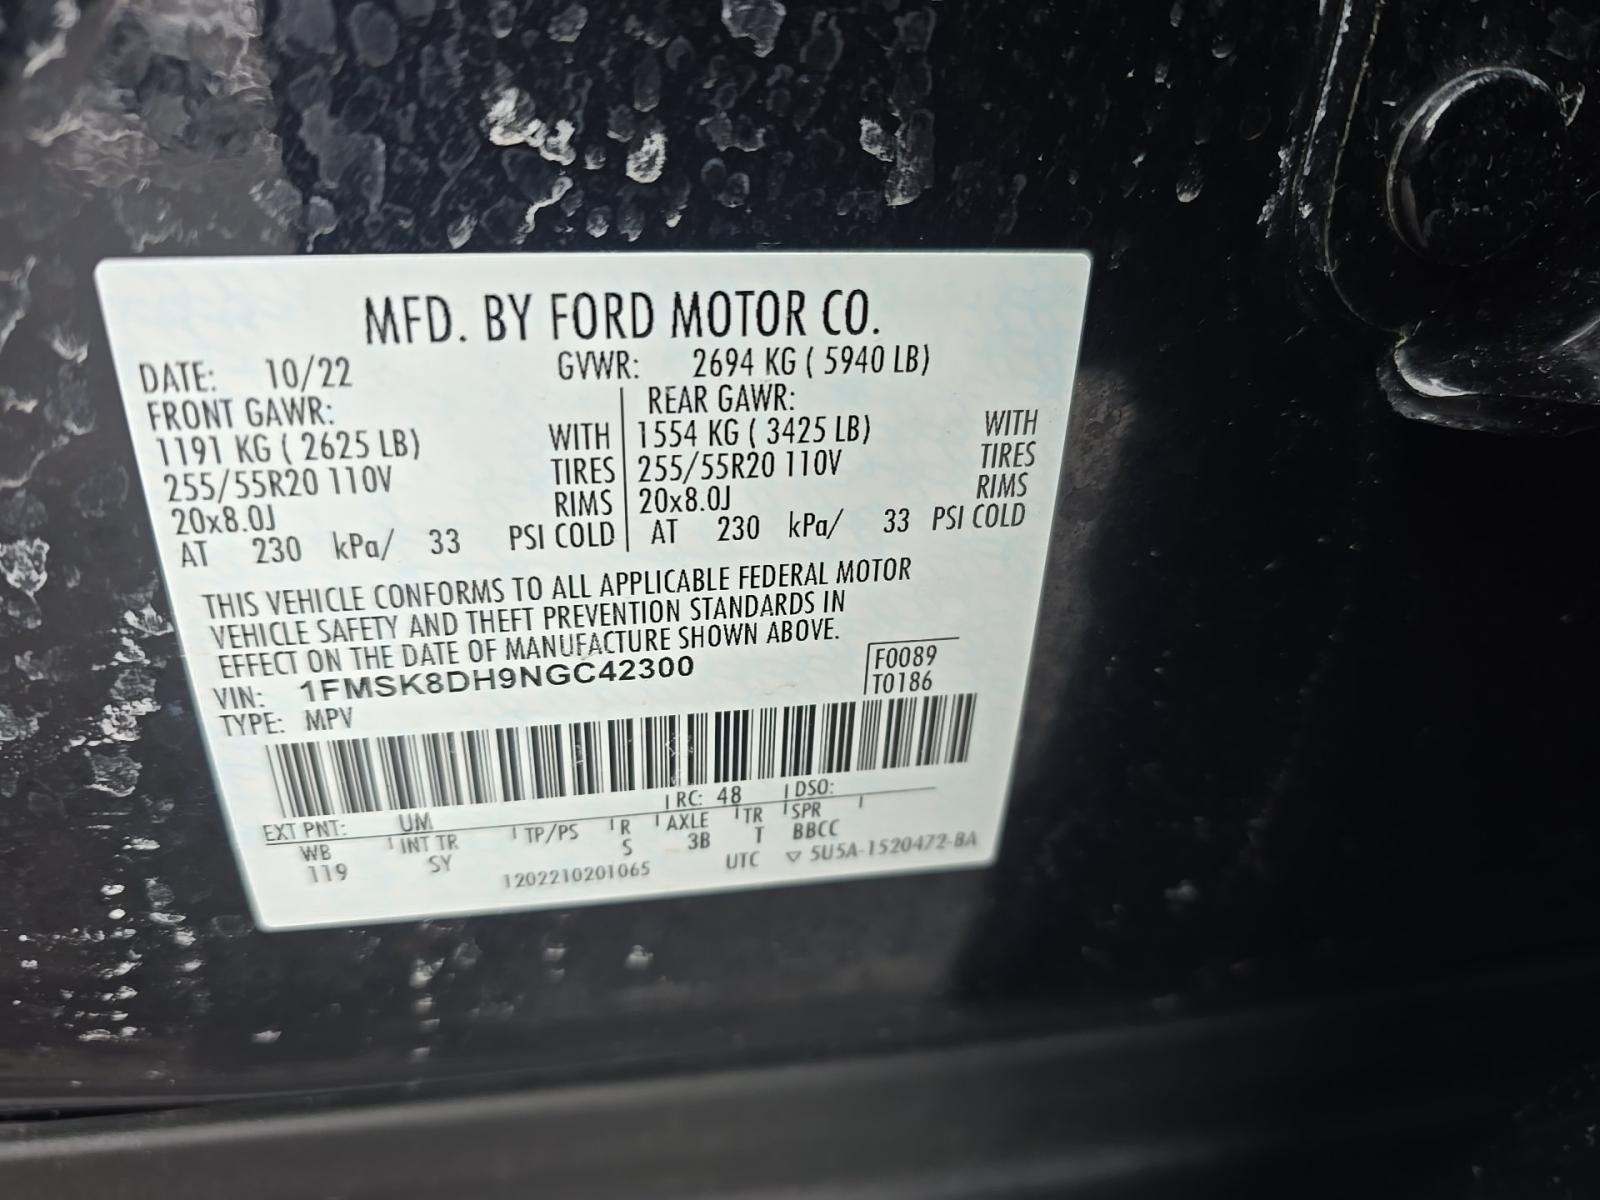 MFD. BY FORD MOTOR CO.
DATE: 10/22 GVWR: 2694 KG ( 5940 LB)
FRONT GAWR: REAR GAWR:
1191 KG ( 2625 LB) WITH 1554 KG ( 3425 LB) WITH
255/55R20 110V TIRES 255/55R20 110V TIRES
20x8.0J RIMS 20x8.0J RIMS
AT 230 kPa/ 33 PSI COLD AT 230 kPa/ 33 PSI COLD
THIS VEHICLE CONFORMS TO ALL APPLICABLE FEDERAL MOTOR
VEHICLE SAFETY AND THEFT PREVENTION STANDARDS IN
EFFECT ON THE DATE OF MANUFACTURE SHOWN ABOVE.
VIN: 1FMSK8DH9NGC42300 F0089
TYPE: MPV T0186
EXT PNT: UM RC: 48 DSO:
WB INT TR TP/PS R AXLE TR SPR
119 SY S 3B T BBCC
1202210201065 UTC ▽ 5U5A-1520472-BA